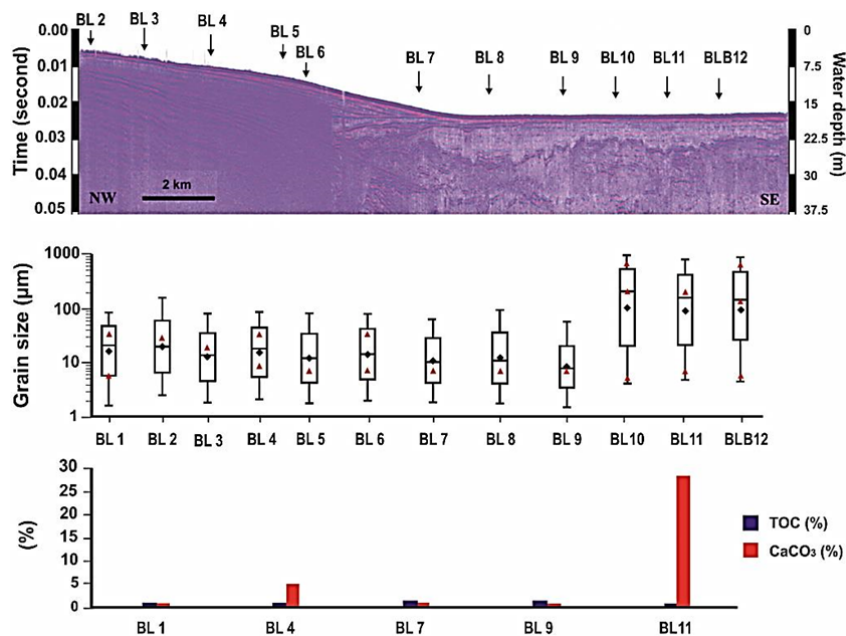 BL 2 BL 3 BL 4 BL 5 BL 6 BL 7 BL 8 BL 9 BL10 BL11 BLB12
Time (second)
0.00
0.01
0.02
0.03
0.04
0.05
NW
2 km
SE
0
7.5
15
22.5
30
37.5
Water depth (m)
Grain size (µm)
1000
100
10
1
BL 1 BL 2 BL 3 BL 4 BL 5 BL 6 BL 7 BL 8 BL 9 BL10 BL11 BLB12
(%)
30
25
20
15
10
5
0
BL 1 BL 4 BL 7 BL 9 BL11
TOC (%)
CaCO₃ (%)